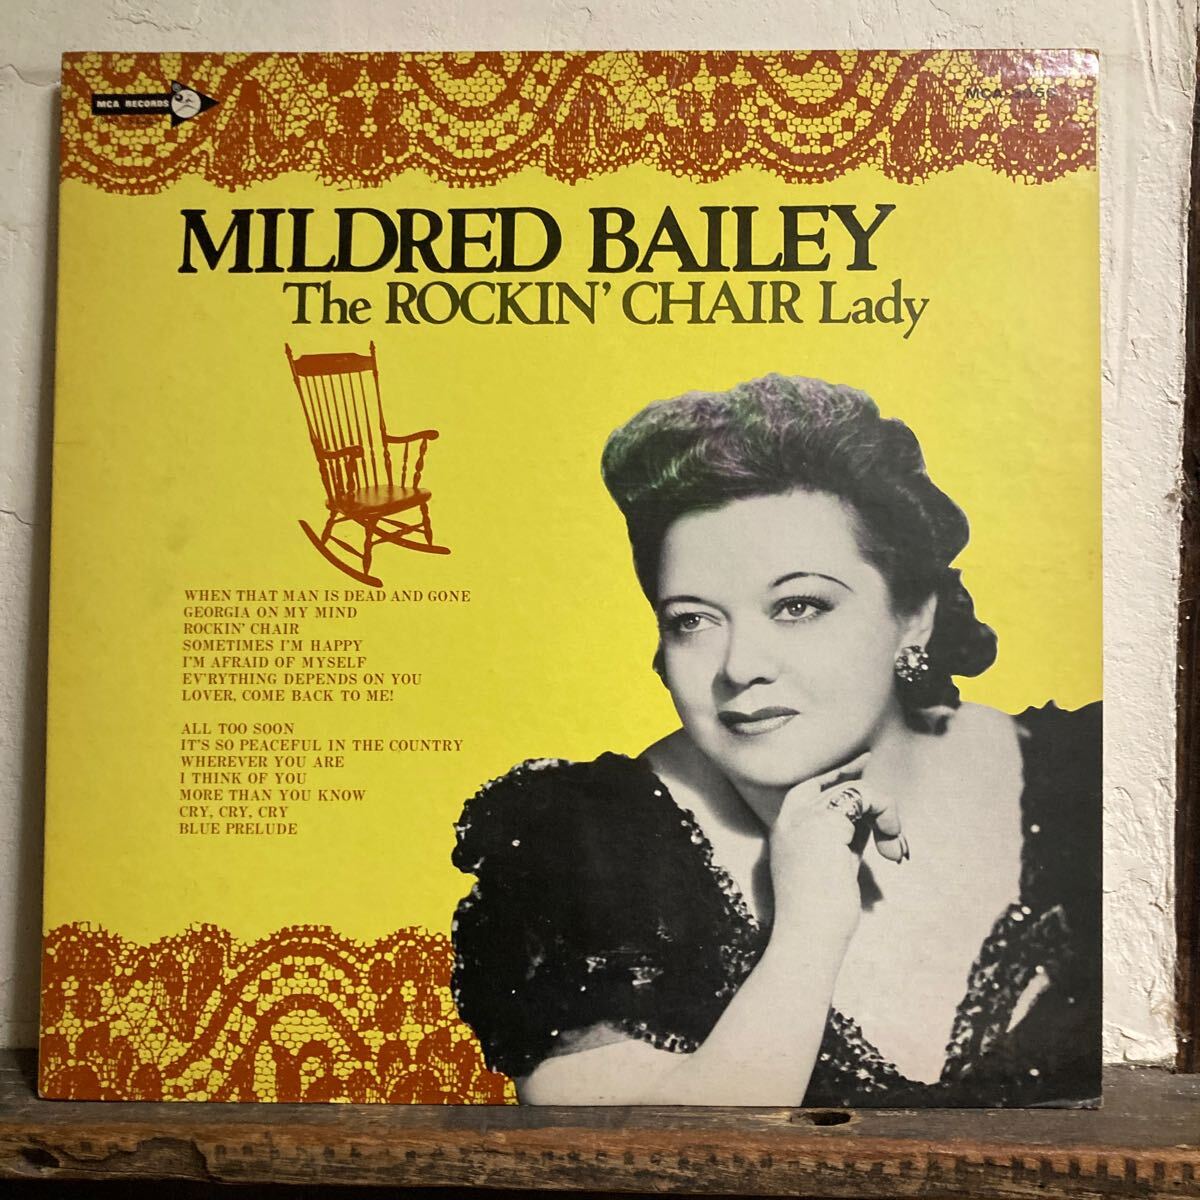 MCA RECORDS
MILDRED BAILEY
The ROCKIN' CHAIR Lady
WHEN THAT MAN IS DEAD AND GONE
GEORGIA ON MY MIND
ROCKIN' CHAIR
SOMETIMES I'M HAPPY
I'M AFRAID OF MYSELF
EV'RYTHING DEPENDS ON YOU
LOVER, COME BACK TO ME!
ALL TOO SOON
IT'S SO PEACEFUL IN THE COUNTRY
WHEREVER YOU ARE
I THINK OF YOU
MORE THAN YOU KNOW
CRY, CRY, CRY
BLUE PRELUDE